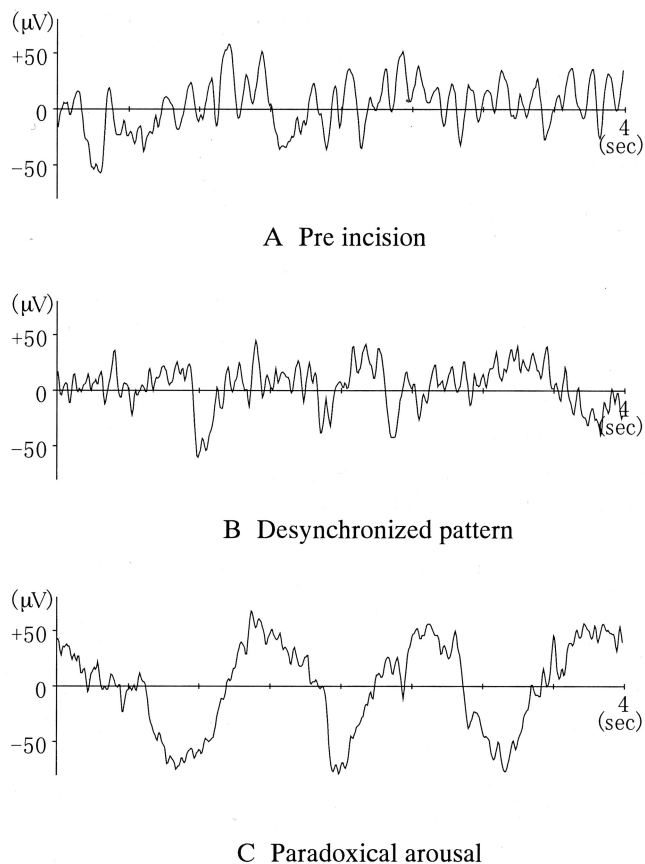 (μV)
+50
0
−50
4
(sec)
A Pre incision
(μV)
+50
0
−50
4
(sec)
B Desynchronized pattern
(μV)
+50
0
−50
4
(sec)
C Paradoxical arousal